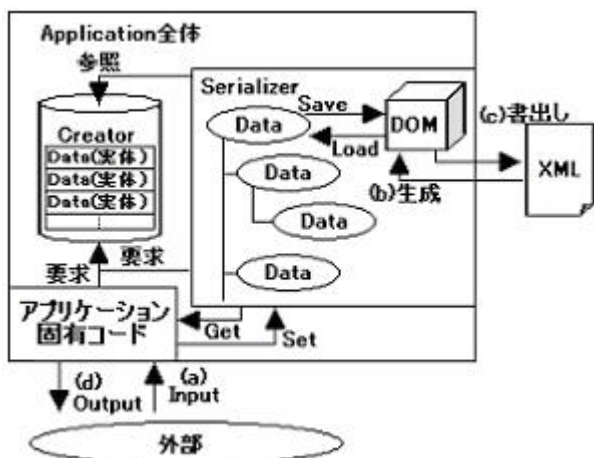 Application全体
参照
Serializer
Save
Data
DOM
(c)書出し
Creator
Load
Data(実体)
Data(実体)
Data(実体)
Data
(b)生成
XML
Data
要求
要求
Data
アプリケーション
固有コード
Get
Set
(d)
Output
(a)
Input
外部